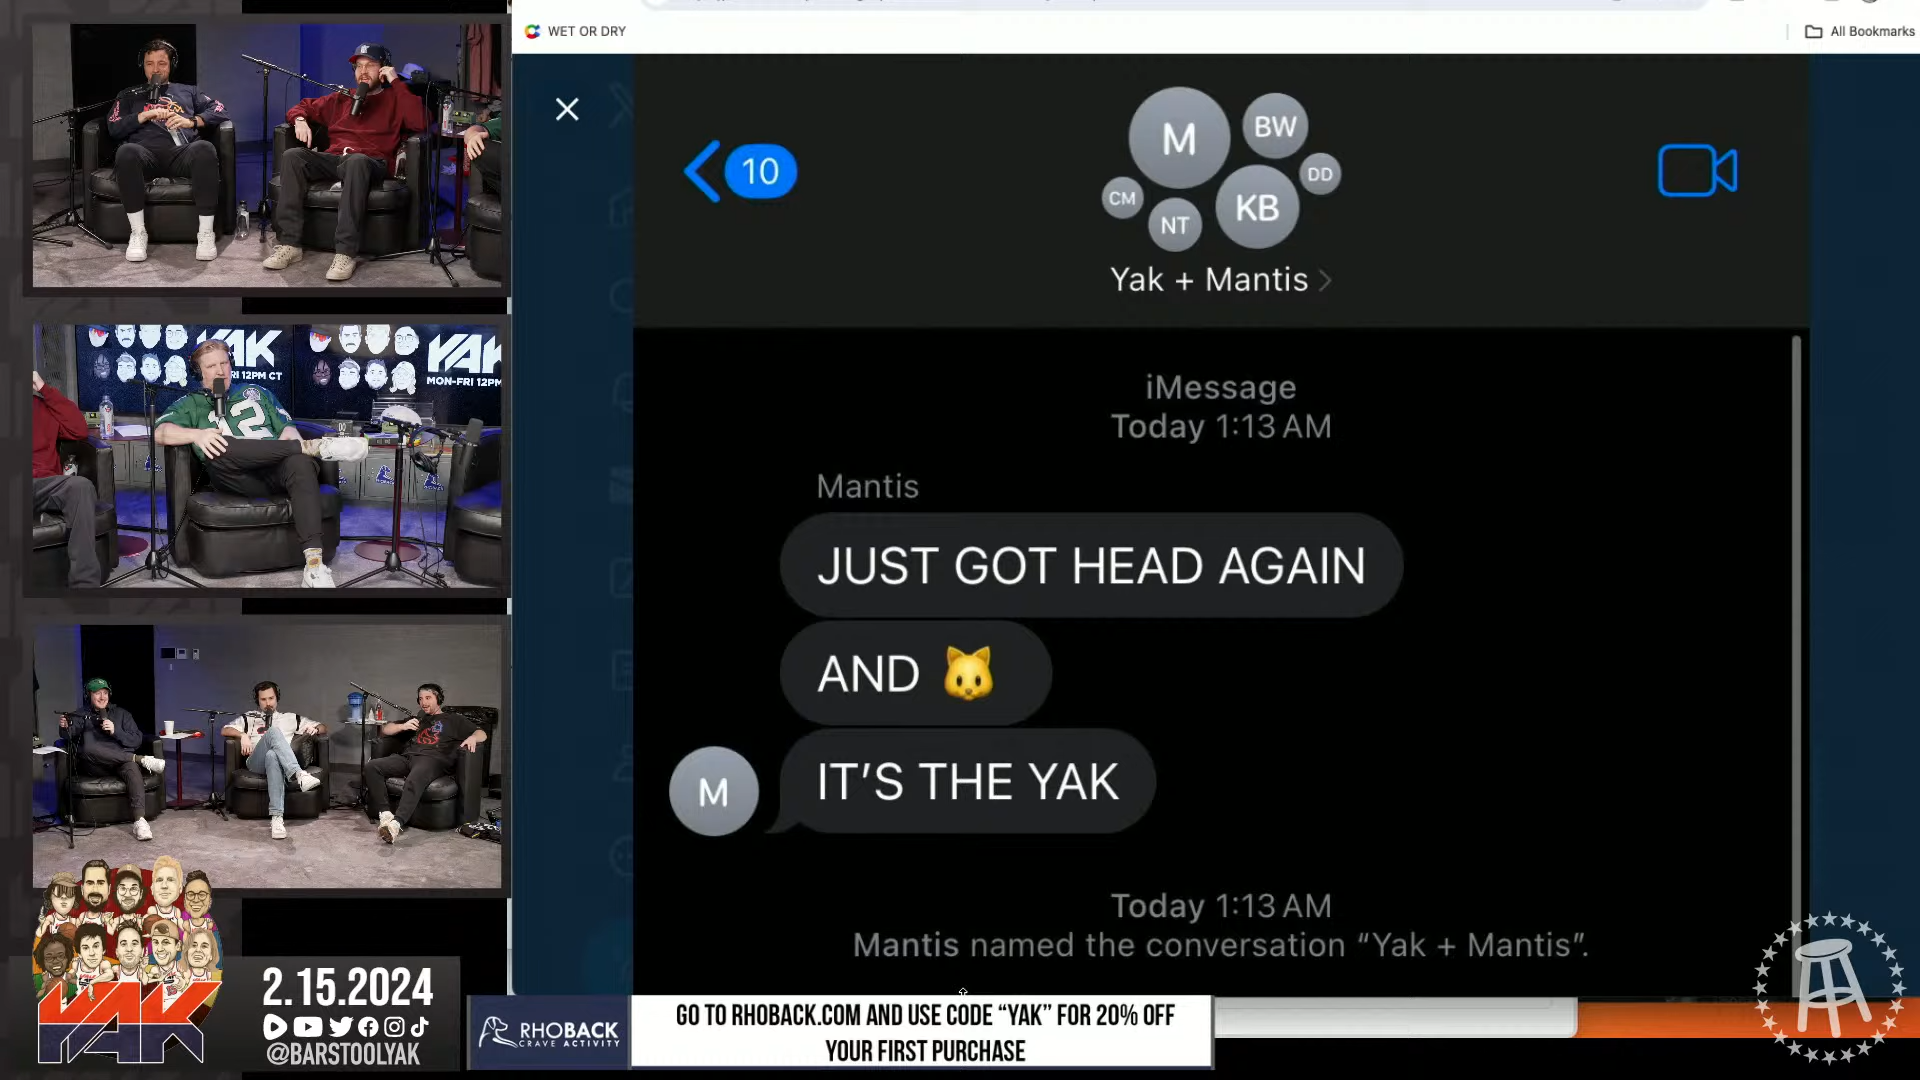 WET OR DRY
All Bookmarks
10
M
BW
DD
CM
NT
KB
Yak + Mantis
iMessage
Today 1:13 AM
Mantis
JUST GOT HEAD AGAIN
AND 🐱
IT’S THE YAK
M
Today 1:13 AM
Mantis named the conversation “Yak + Mantis”.
YAK
MON-FRI 12PM
12
YAK
2.15.2024
@BARSTOOLYAK
RHOBACK
CRAVE ACTIVITY
GO TO RHOBACK.COM AND USE CODE “YAK” FOR 20% OFF
YOUR FIRST PURCHASE